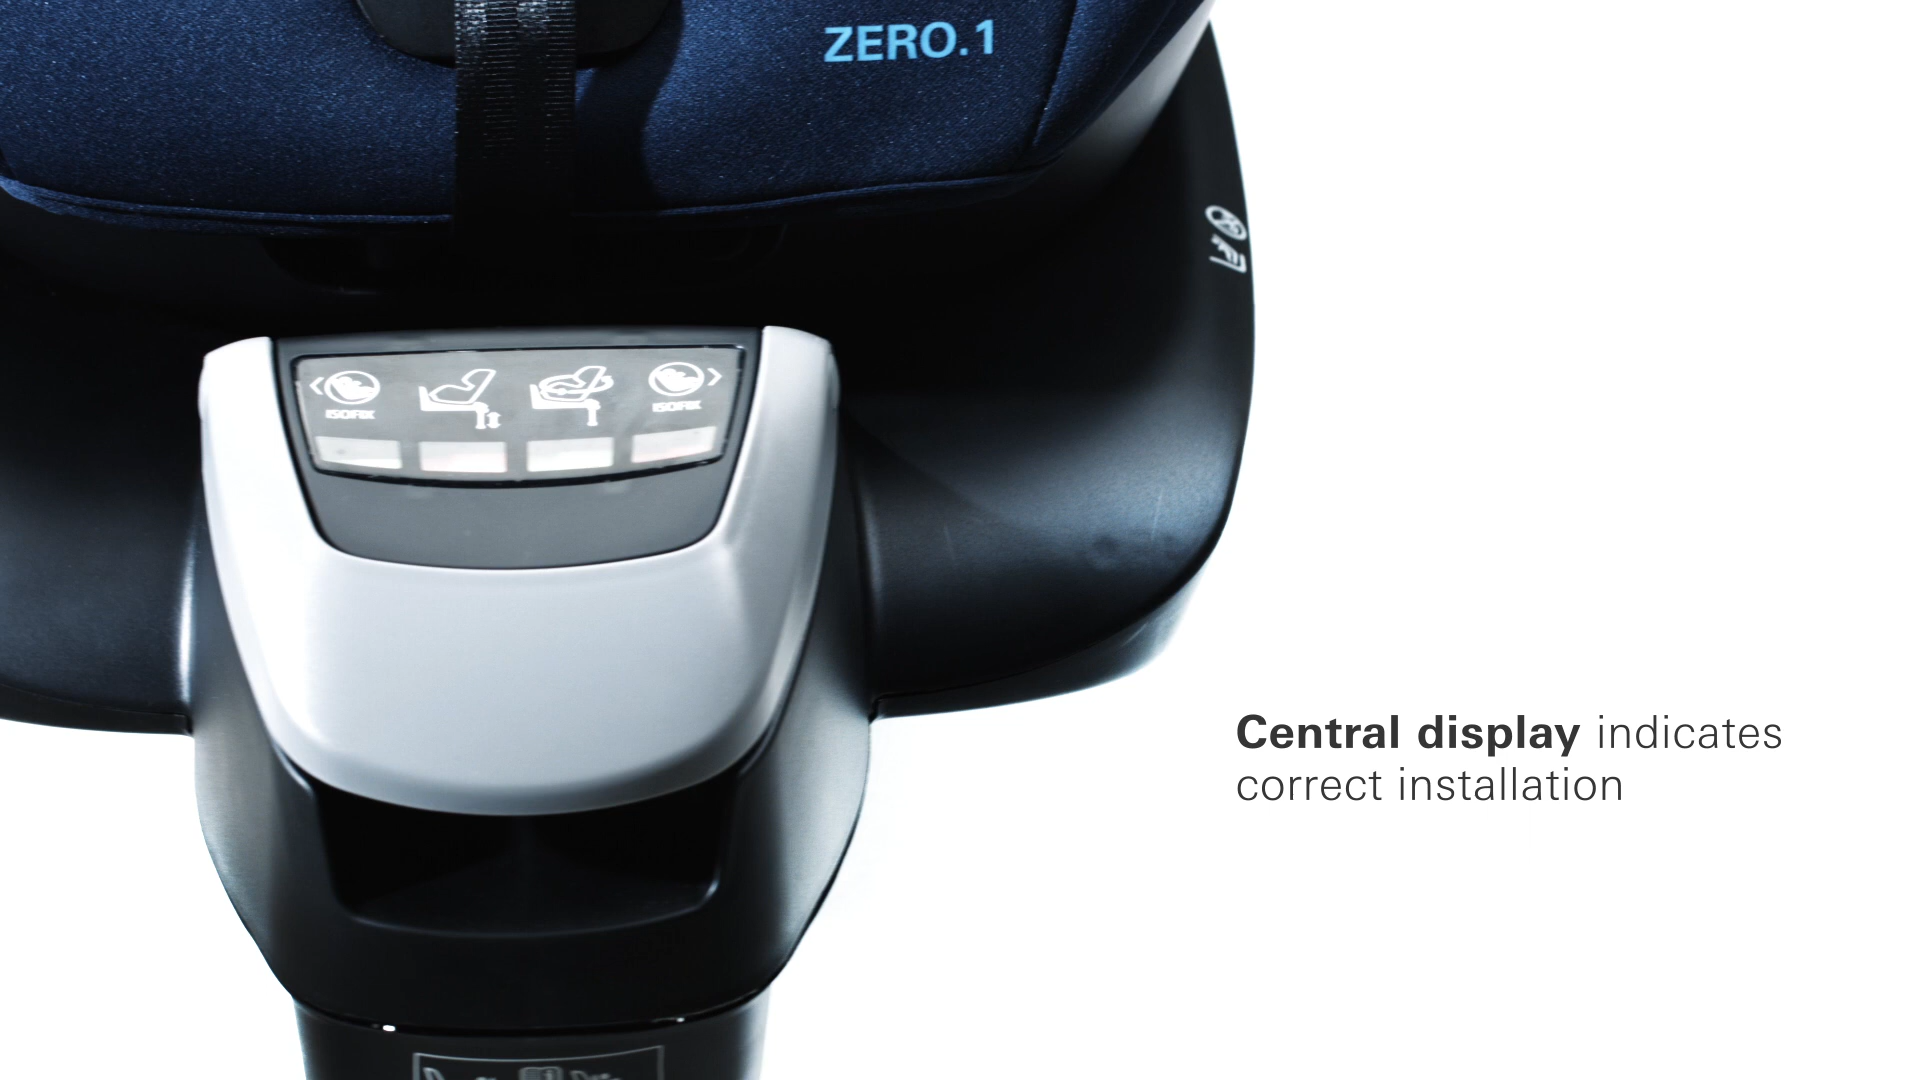 ZERO.1
ISOFIX
ISOFIX
Central display indicates
correct installation